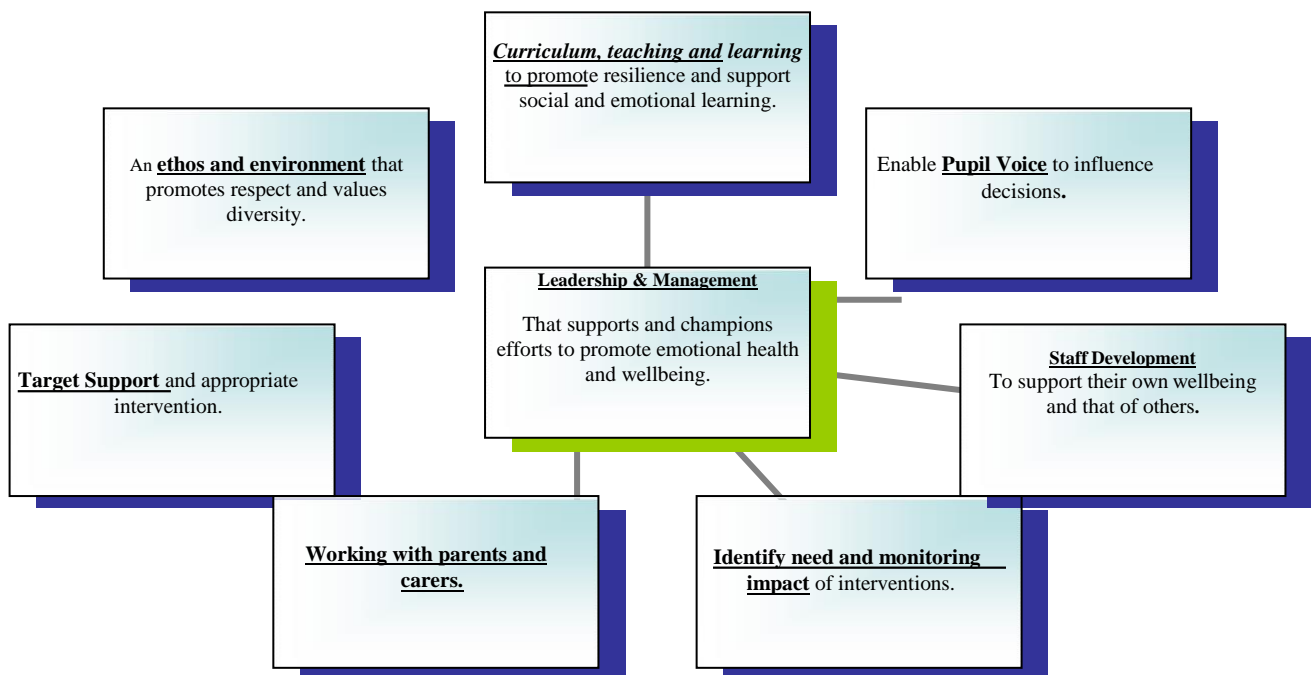 Curriculum, teaching and learning
to promote resilience and support
social and emotional learning.
An ethos and environment that
promotes respect and values
diversity.
Enable Pupil Voice to influence
decisions.
Leadership & Management
That supports and champions
efforts to promote emotional health
and wellbeing.
Target Support and appropriate
intervention.
Staff Development
To support their own wellbeing
and that of others.
Working with parents and
carers.
Identify need and monitoring
impact of interventions.